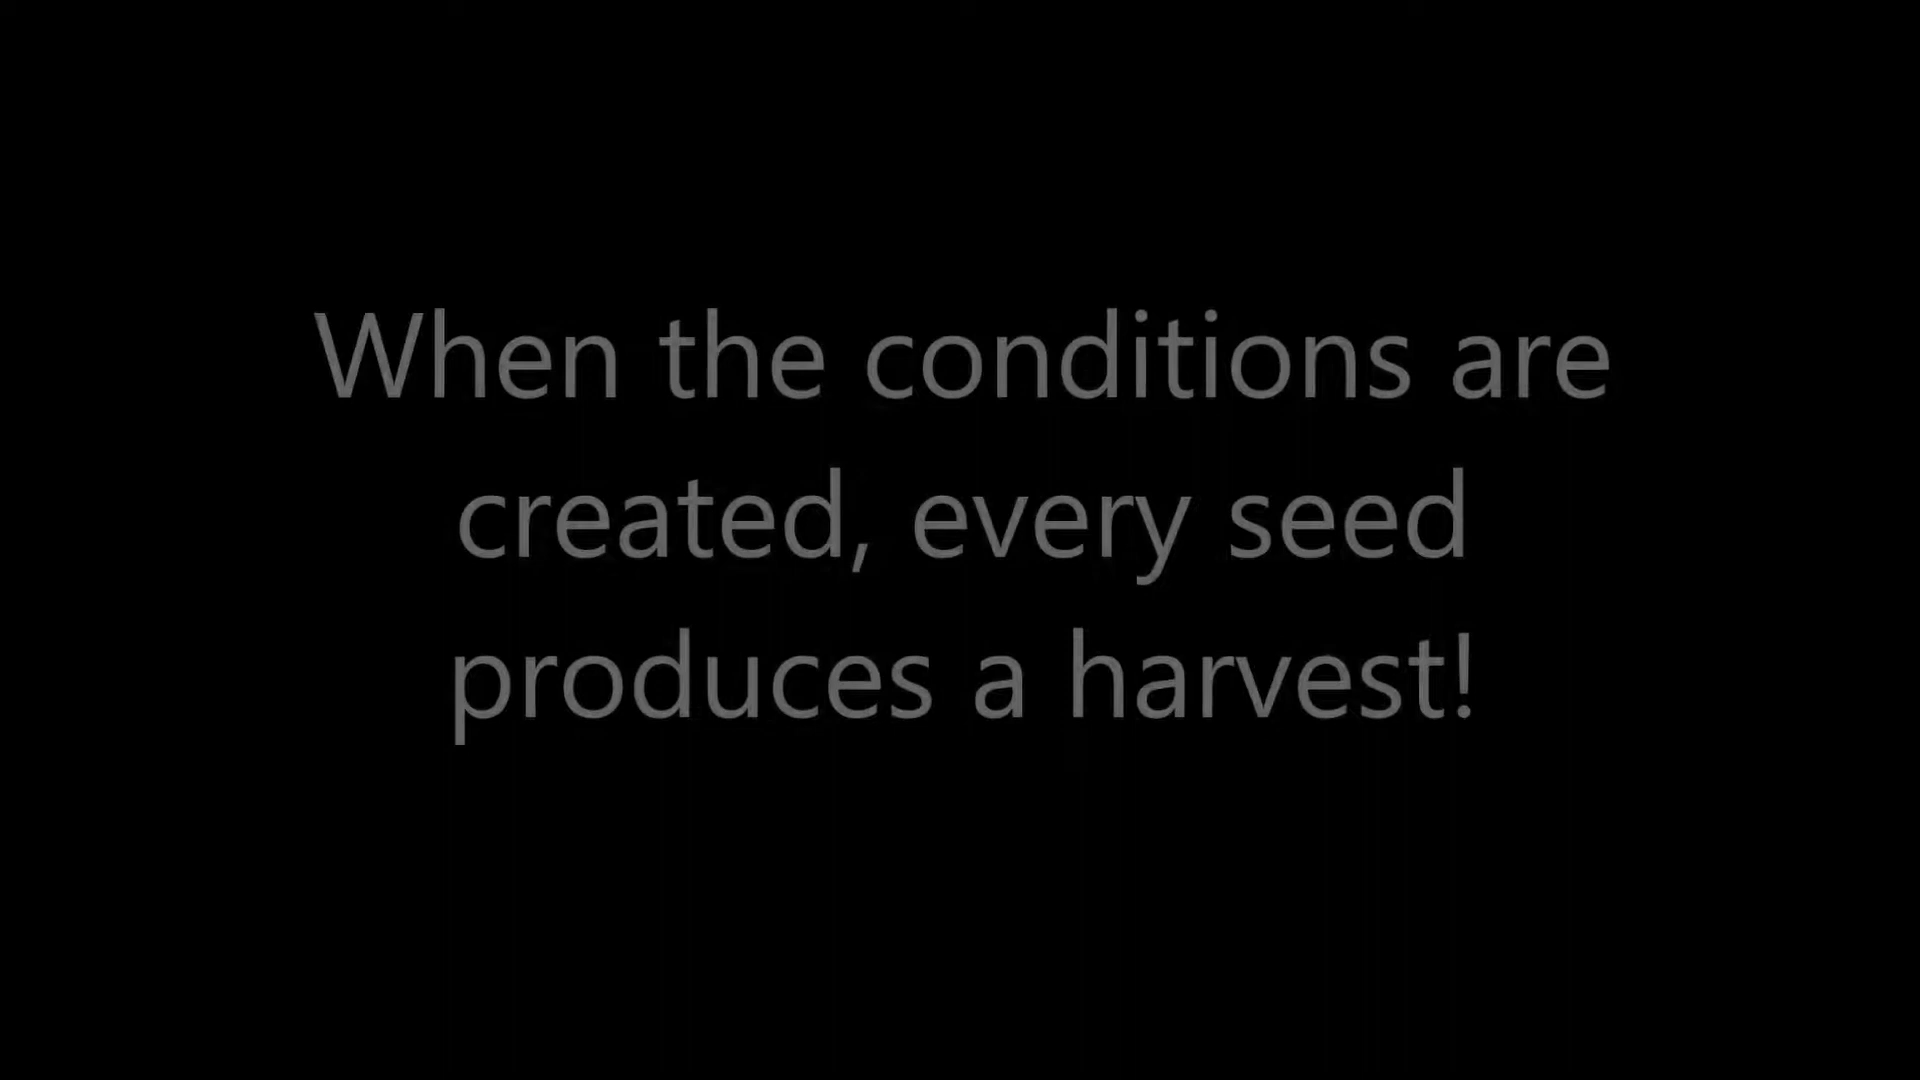 When the conditions are
created, every seed
produces a harvest!